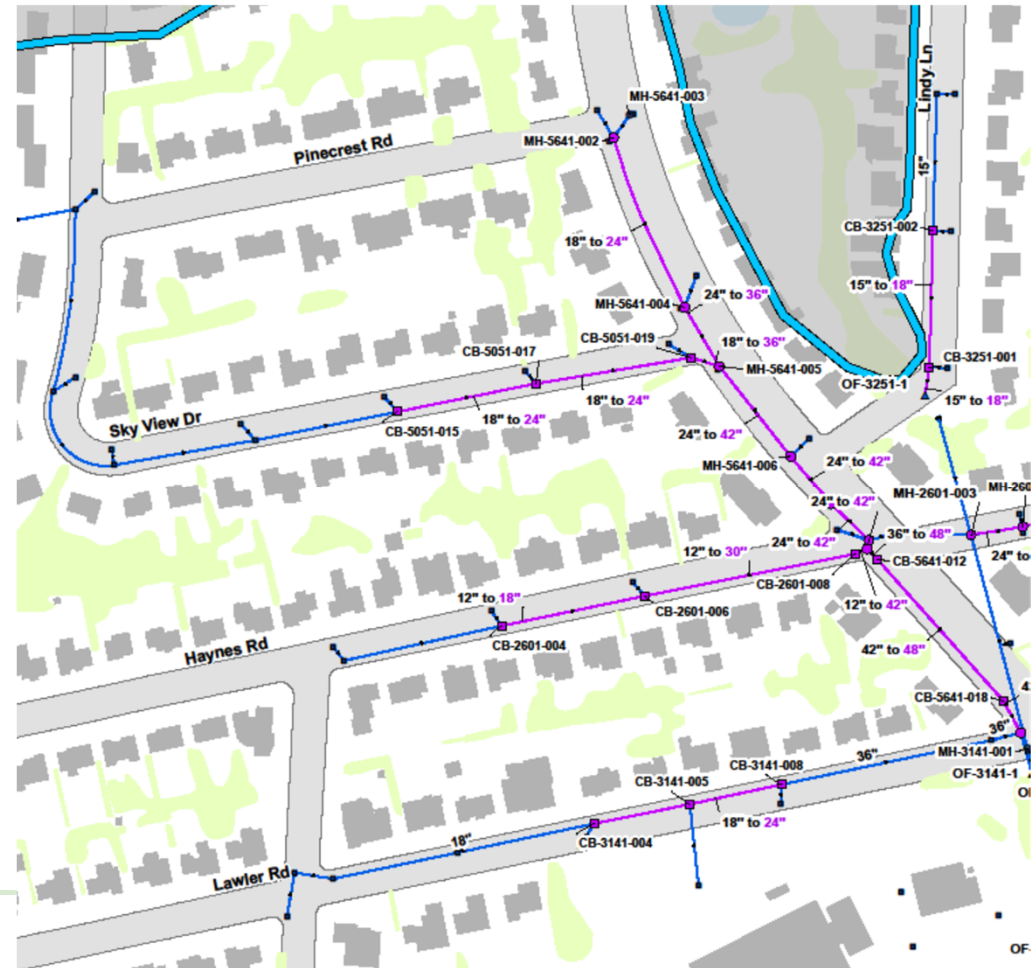 MH-5641-003
Lindy Ln
MH-5641-002
Pinecrest Rd
15"
CB-3251-002
18" to 24"
15" to 18"
24" to 36"
MH-5641-004
CB-5051-019
18" to 36"
CB-5051-017
CB-3251-001
MH-5641-005
OF-3251-1
15" to 18"
18" to 24"
18" to 24"
Sky View Dr
CB-5051-015
24" to 42"
MH-5641-006
24" to 42"
MH-2601-003
MH-260
24" to 42"
24" to 42"
36" to 48"
24" to
12" to 30"
CB-5641-012
CB-2601-008
12" to 18"
12" to 42"
CB-2601-006
CB-2601-004
Haynes Rd
42" to 48"
CB-5641-018
36"
MH-3141-001
36"
CB-3141-008
OF-3141-1
CB-3141-005
18" to 24"
CB-3141-004
18"
Lawler Rd
OF-